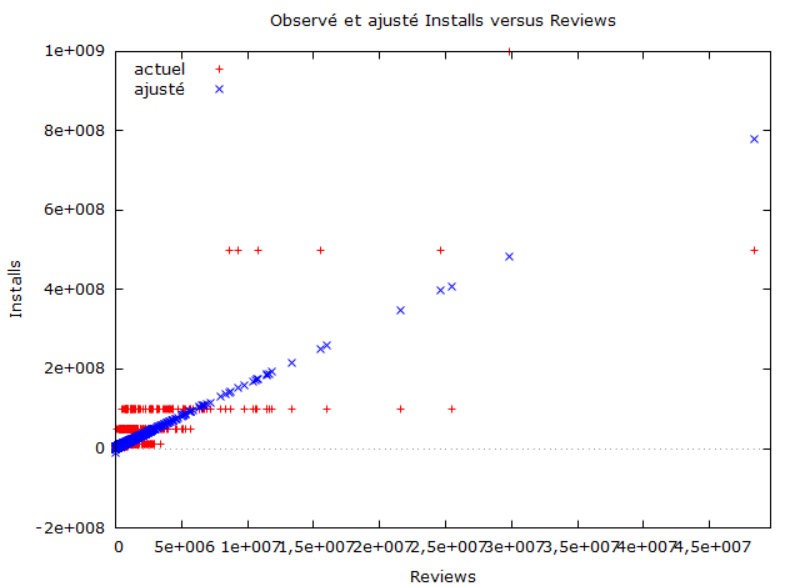 Observé et ajusté Installs versus Reviews
1e+009
actuel
ajusté
8e+008
6e+008
Installs
4e+008
2e+008
0
-2e+008
0 5e+006 1e+007 1,5e+007 2e+007 2,5e+007 3e+007 3,5e+007 4e+007 4,5e+007
Reviews